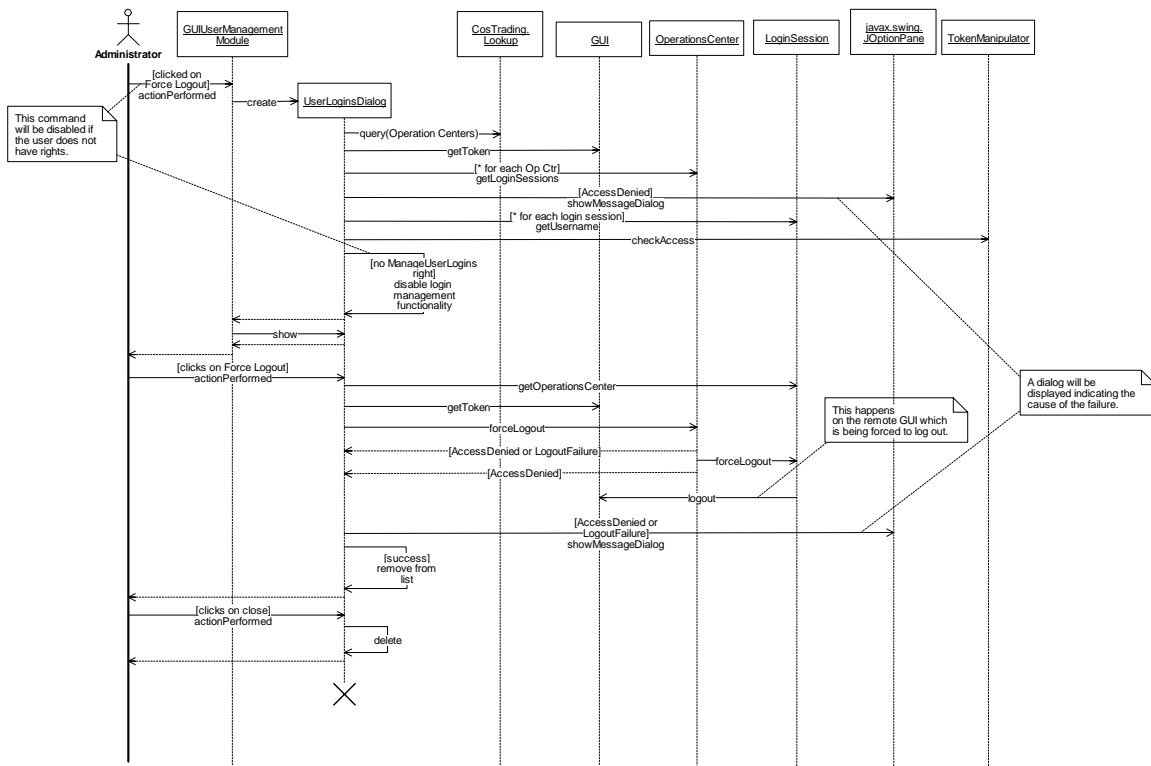 Administrator
GUIUserManagement
Module
CosTrading.
Lookup
GUI
OperationsCenter
LoginSession
javax.swing.
JOptionPane
TokenManipulator
[clicked on
Force Logout]
actionPerformed
create
UserLoginsDialog
This command
will be disabled if
the user does not
have rights.
query(Operation Centers)
getToken
[* for each Op Ctr]
getLoginSessions
[AccessDenied]
showMessageDialog
[* for each login session]
getUsername
checkAccess
[no ManageUserLogins
right]
disable login
management
functionality
show
[clicks on Force Logout]
actionPerformed
getOperationsCenter
A dialog will be
displayed indicating the
cause of the failure.
getToken
This happens
on the remote GUI which
is being forced to log out.
forceLogout
[AccessDenied or LogoutFailure]
forceLogout
[AccessDenied]
logout
[AccessDenied or
LogoutFailure]
showMessageDialog
[success]
remove from
list
[clicks on close]
actionPerformed
delete